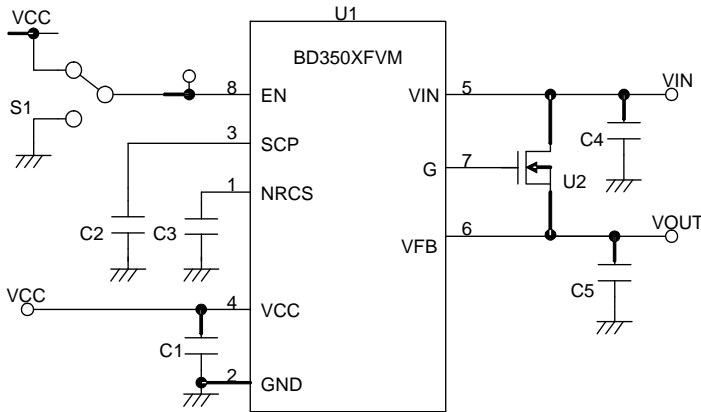 U1
VCC
BD350XFVM
8 EN
VIN 5
VIN
S1
3 SCP
C4
G 7
U2
1 NRCS
C2
C3
VFB 6
VOUT
C5
VCC
4 VCC
C1
2 GND